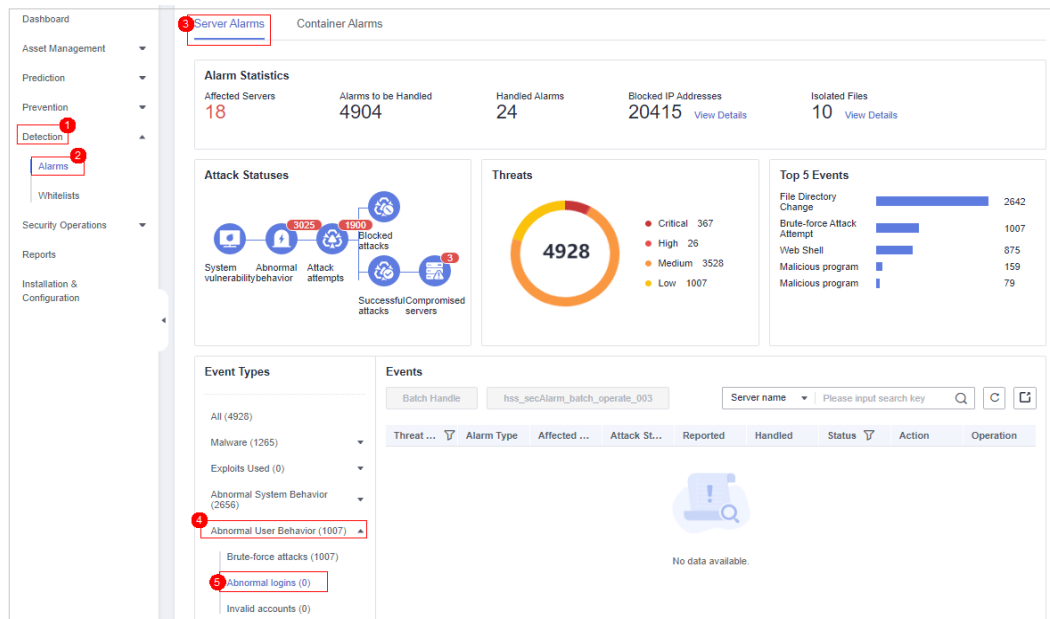 Dashboard
Asset Management
Prediction
Prevention
1
Detection
2
Alarms
Whitelists
Security Operations
Reports
Installation &
Configuration
3
Server Alarms
Container Alarms
Alarm Statistics
Affected Servers
18
Alarms to be Handled
4904
Handled Alarms
24
Blocked IP Addresses
20415 View Details
Isolated Files
10 View Details
Attack Statuses
3025
1900
3
System
vulnerability
Abnormal
behavior
Attack
attempts
Blocked
attacks
Successful
attacks
Compromised
servers
Threats
4928
Critical 367
High 26
Medium 3528
Low 1007
Top 5 Events
File Directory
Change
2642
Brute-force Attack
Attempt
1007
Web Shell 875
Malicious program 159
Malicious program 79
Event Types
All (4928)
Malware (1265)
Exploits Used (0)
Abnormal System Behavior
(2656)
4
Abnormal User Behavior (1007)
Brute-force attacks (1007)
5
Abnormal logins (0)
Invalid accounts (0)
Events
Batch Handle
hss_secAlarm_batch_operate_003
Server name
Please input search key
Threat ... Alarm Type Affected ... Attack St... Reported Handled Status Action Operation
No data available.